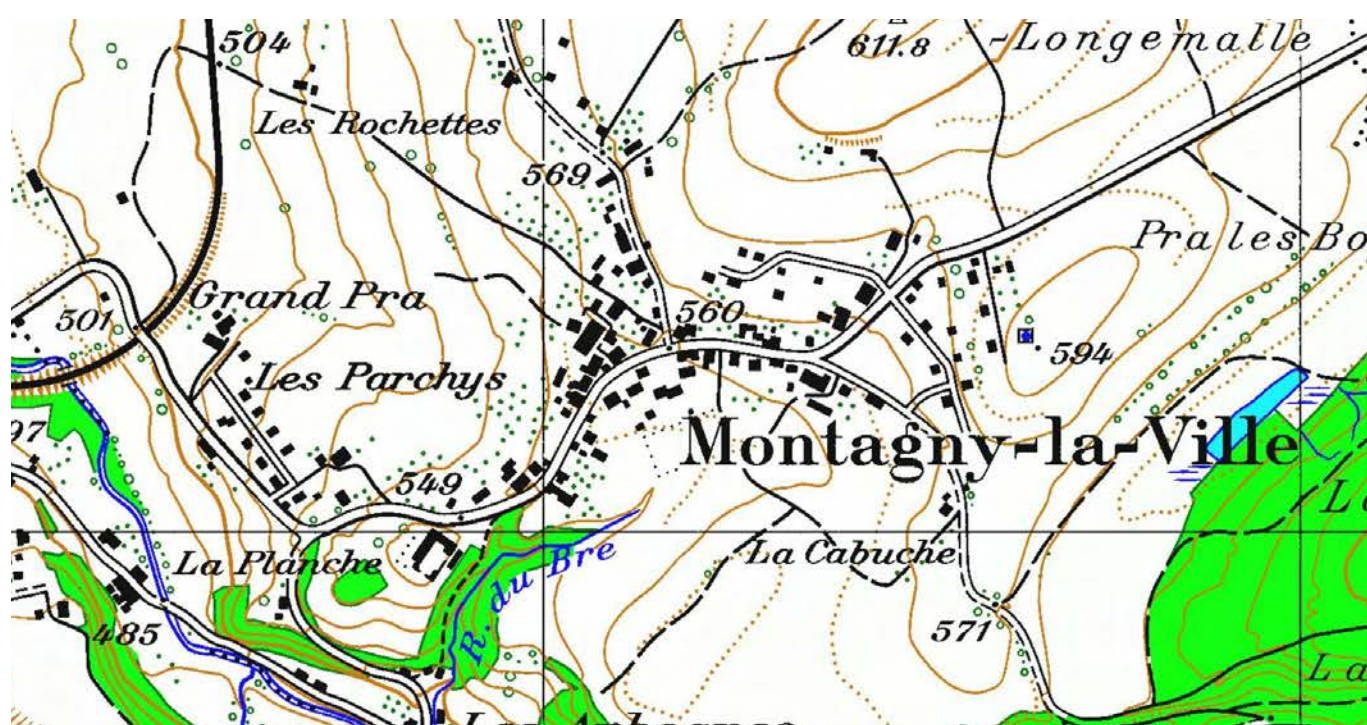 504
611.8
Longemalle
Les Rochettes
569
Pra les Bo
Grand Pra
501
560
594
Les Parchys
97
Montagny-la-Ville
549
La Planche
La Cabuche
R. du Bre
485
571
La